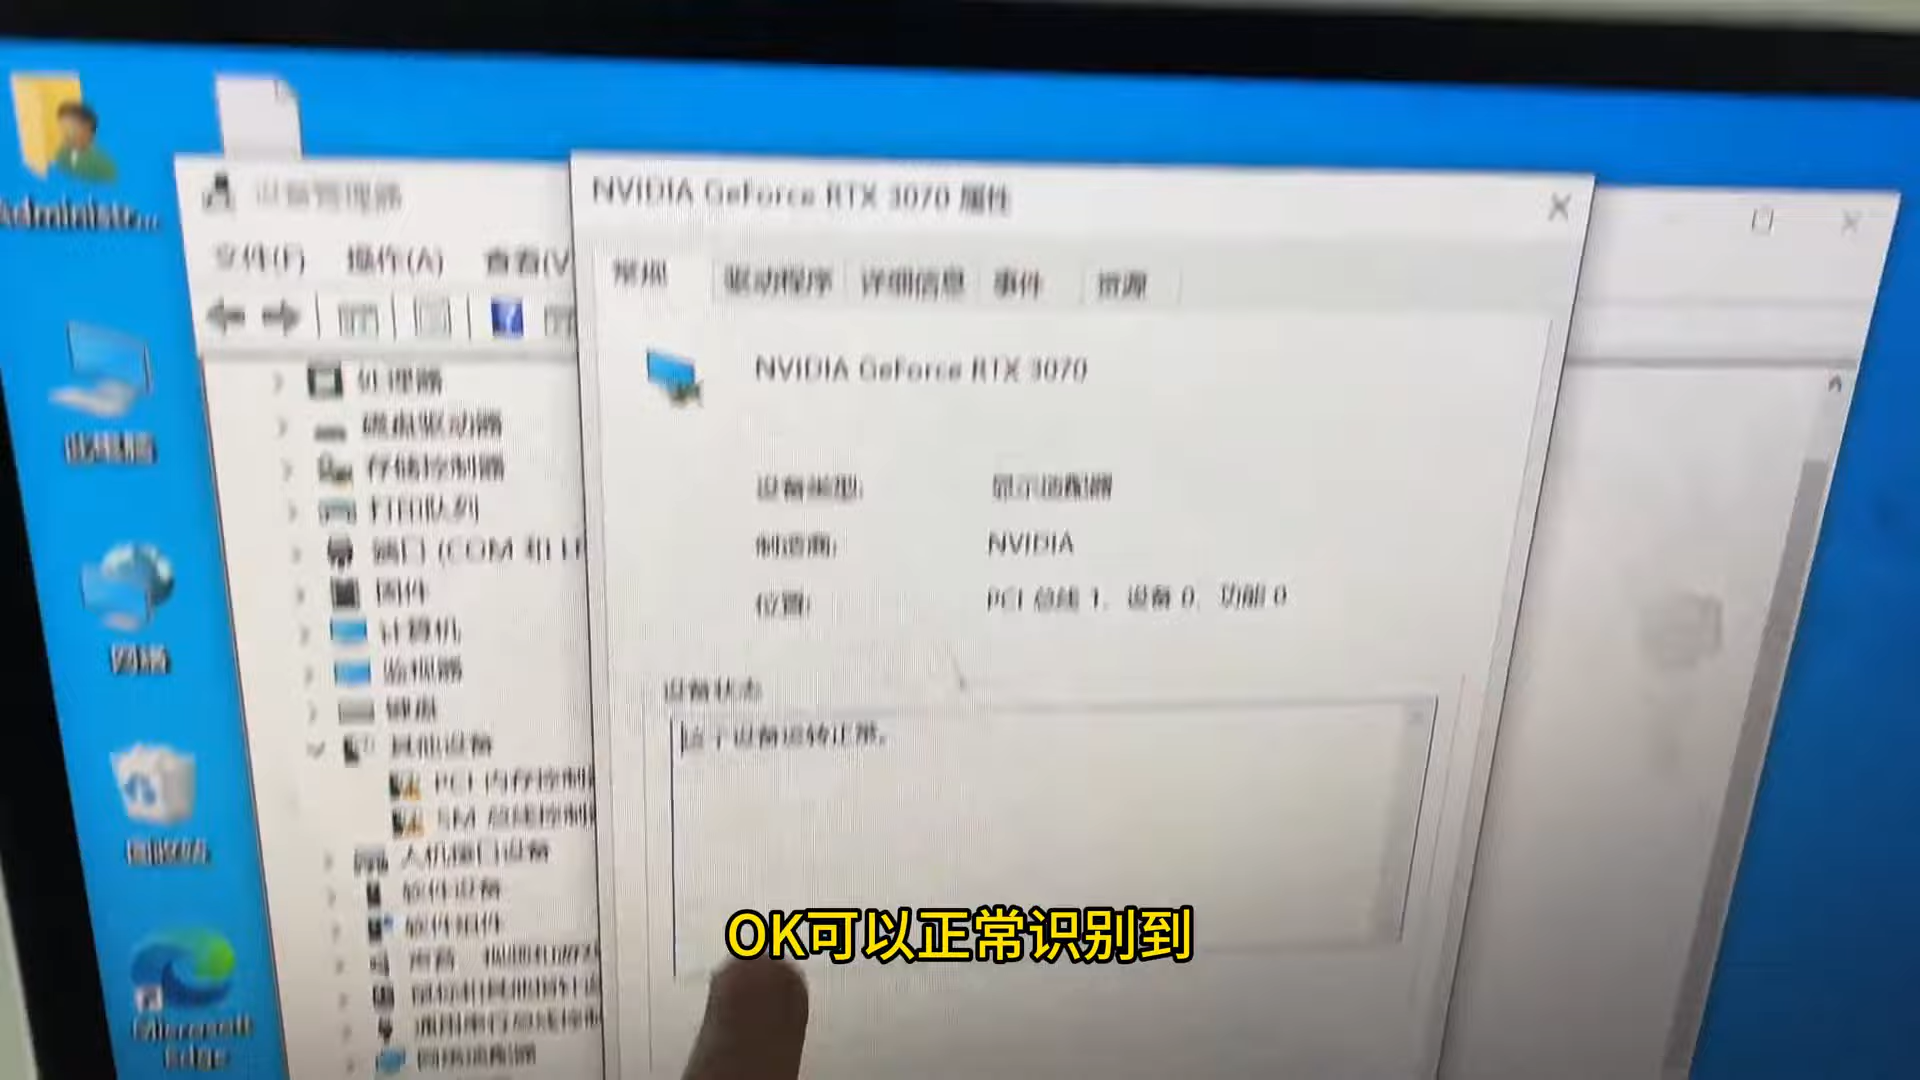 Administr...
此电脑
网络
回收站
Microsoft
Edge
设备管理器
文件(F) 操作(A) 查看(V
处理器
磁盘驱动器
存储控制器
打印队列
端口 (COM 和 LP
固件
计算机
监视器
键盘
其他设备
PCI 内存控制
SM 总线控制
人机接口设备
软件设备
软件组件
声音、视频和游戏
鼠标和其他指针设
通用串行总线控制
网络适配器
NVIDIA GeForce RTX 3070 属性
常规 驱动程序 详细信息 事件 资源
NVIDIA GeForce RTX 3070
设备类型: 显示适配器
制造商: NVIDIA
位置: PCI 总线 1、设备 0、功能 0
设备状态
这个设备运转正常。
OK可以正常识别到